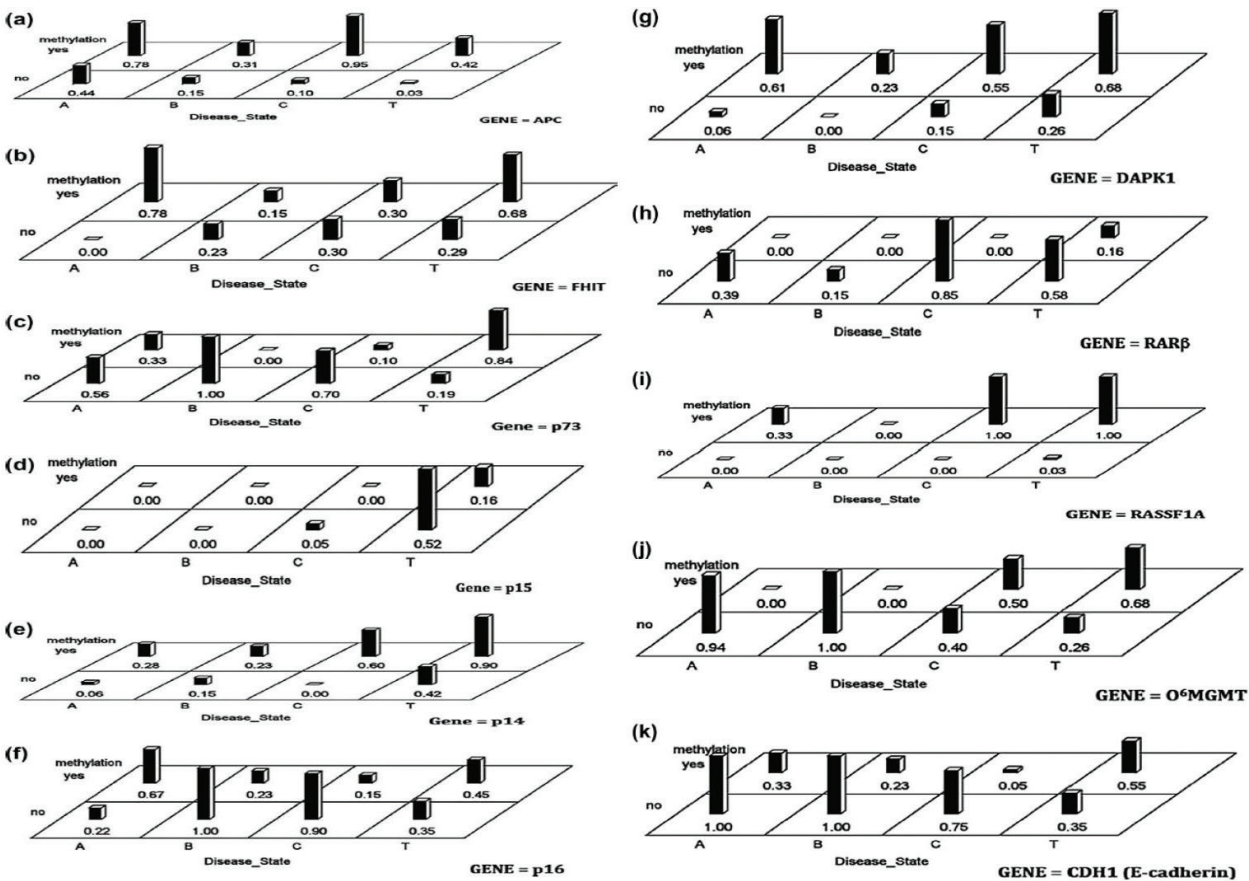 (a)
methylation
yes
0.78 0.31 0.95 0.42
no
0.44 0.15 0.10 0.03
A B C T
Disease_State
GENE = APC
(b)
methylation
yes
0.78 0.15 0.30 0.68
no
0.00 0.23 0.30 0.29
A B C T
Disease_State
GENE = FHIT
(c)
methylation
yes
0.33 0.00 0.10 0.84
no
0.56 1.00 0.70 0.19
A B C T
Disease_State
Gene = p73
(d)
methylation
yes
0.00 0.00 0.00 0.16
no
0.00 0.00 0.05 0.52
A B C T
Disease_State
Gene = p15
(e)
methylation
yes
0.28 0.23 0.60 0.90
no
0.06 0.15 0.00 0.42
A B C T
Disease_State
Gene = p14
(f)
methylation
yes
0.67 0.23 0.15 0.45
no
0.22 1.00 0.90 0.35
A B C T
Disease_State
GENE = p16
(g)
methylation
yes
0.61 0.23 0.55 0.68
no
0.06 0.00 0.15 0.26
A B C T
Disease_State
GENE = DAPK1
(h)
methylation
yes
0.00 0.00 0.00 0.16
no
0.39 0.15 0.85 0.58
A B C T
Disease_State
GENE = RARβ
(i)
methylation
yes
0.33 0.00 1.00 1.00
no
0.00 0.00 0.00 0.03
A B C T
Disease_State
GENE = RASSF1A
(j)
methylation
yes
0.00 0.00 0.50 0.68
no
0.94 1.00 0.40 0.26
A B C T
Disease_State
GENE = O⁶MGMT
(k)
methylation
yes
0.33 0.23 0.05 0.55
no
1.00 1.00 0.75 0.35
A B C T
Disease_State
GENE = CDH1 (E-cadherin)